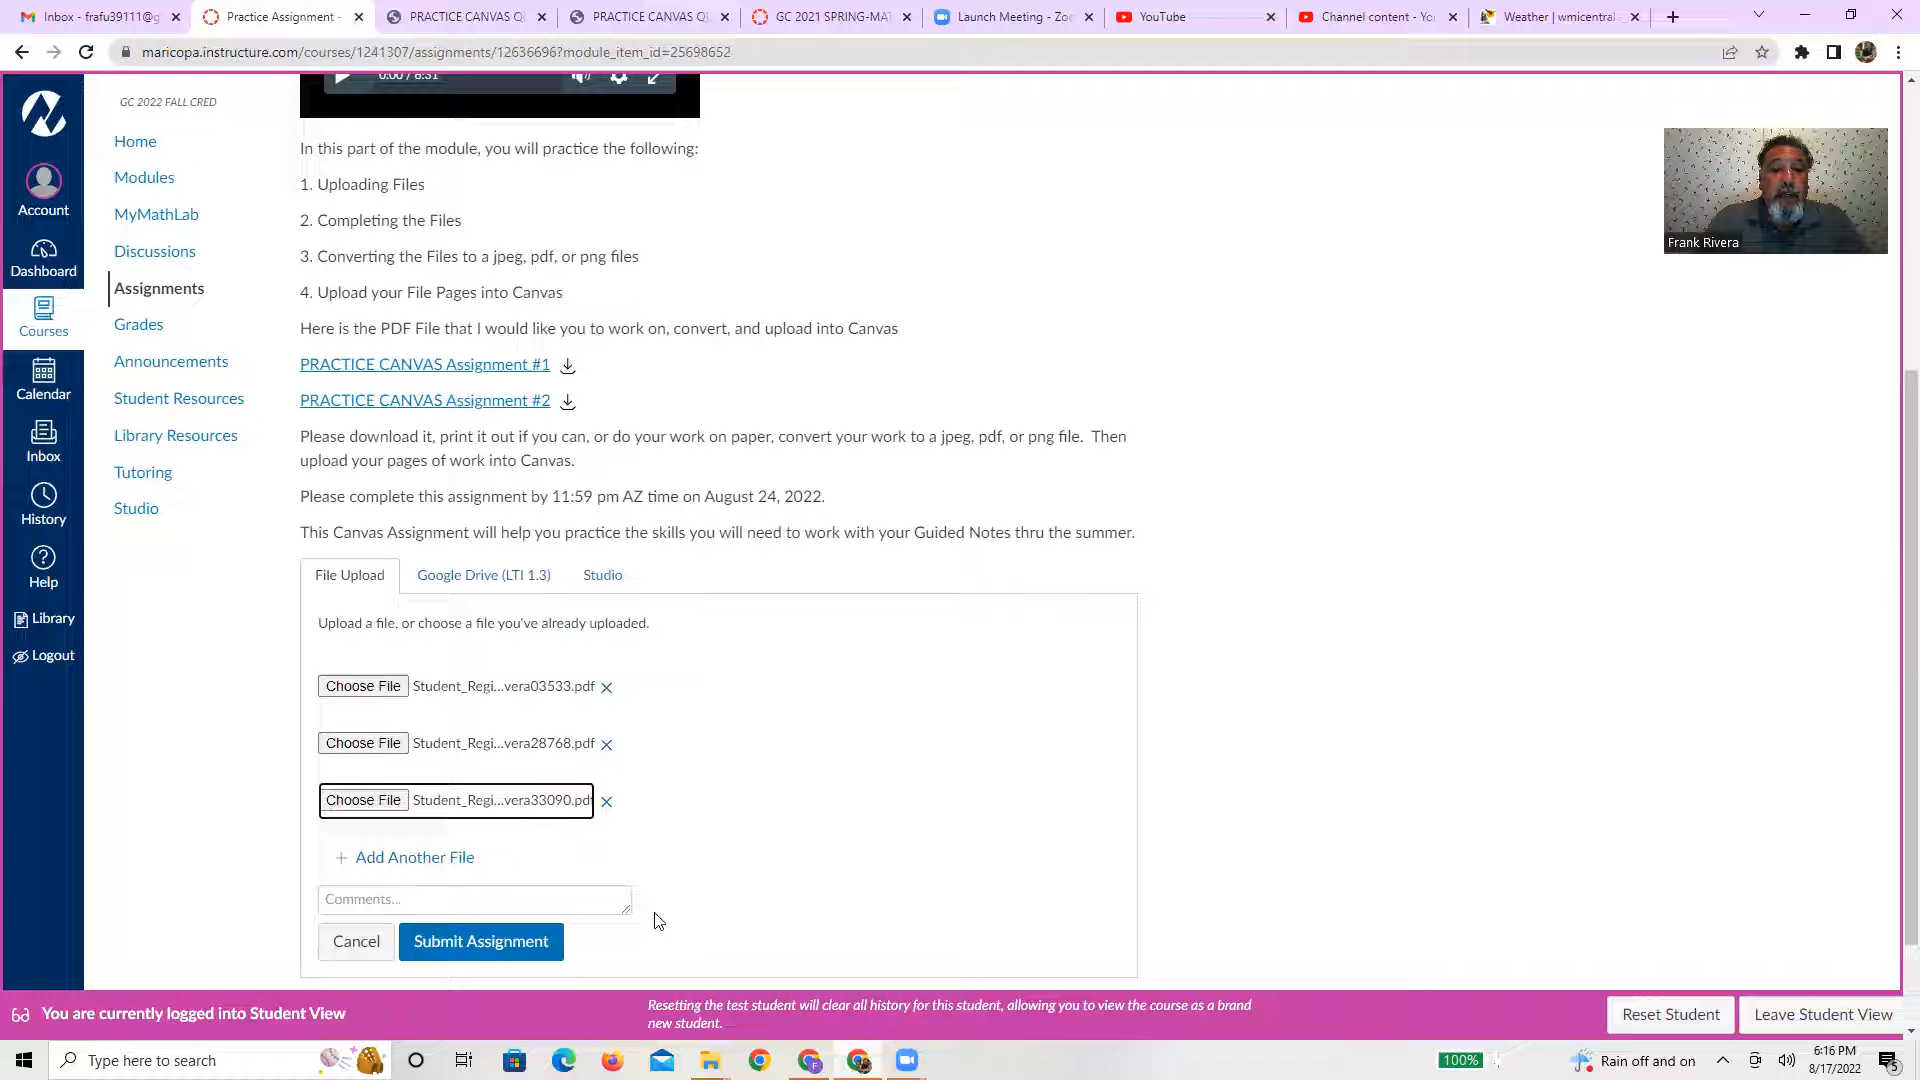 Inbox - frafu39111@g
Practice Assignment -
PRACTICE CANVAS Q
PRACTICE CANVAS Q
GC 2021 SPRING-MAT
Launch Meeting - Zoo
YouTube
Channel content - Yo
Weather | wmicentral
maricopa.instructure.com/courses/1241307/assignments/12636696?module_item_id=25698652
0:00 / 6:31
GC 2022 FALL CRED
Home
Modules
MyMathLab
Discussions
Assignments
Grades
Announcements
Student Resources
Library Resources
Tutoring
Studio
Account
Dashboard
Courses
Calendar
Inbox
History
Help
Library
Logout
In this part of the module, you will practice the following:
1. Uploading Files
2. Completing the Files
3. Converting the Files to a jpeg, pdf, or png files
4. Upload your File Pages into Canvas
Here is the PDF File that I would like you to work on, convert, and upload into Canvas
PRACTICE CANVAS Assignment #1
PRACTICE CANVAS Assignment #2
Please download it, print it out if you can, or do your work on paper, convert your work to a jpeg, pdf, or png file. Then
upload your pages of work into Canvas.
Please complete this assignment by 11:59 pm AZ time on August 24, 2022.
This Canvas Assignment will help you practice the skills you will need to work with your Guided Notes thru the summer.
File Upload
Google Drive (LTI 1.3)
Studio
Upload a file, or choose a file you've already uploaded.
Choose File Student_Regi...vera03533.pdf
Choose File Student_Regi...vera28768.pdf
Choose File Student_Regi...vera33090.pdf
+ Add Another File
Comments...
Cancel
Submit Assignment
Frank Rivera
You are currently logged into Student View
Resetting the test student will clear all history for this student, allowing you to view the course as a brand
new student.
Reset Student
Leave Student View
Type here to search
100%
Rain off and on
6:16 PM
8/17/2022
5